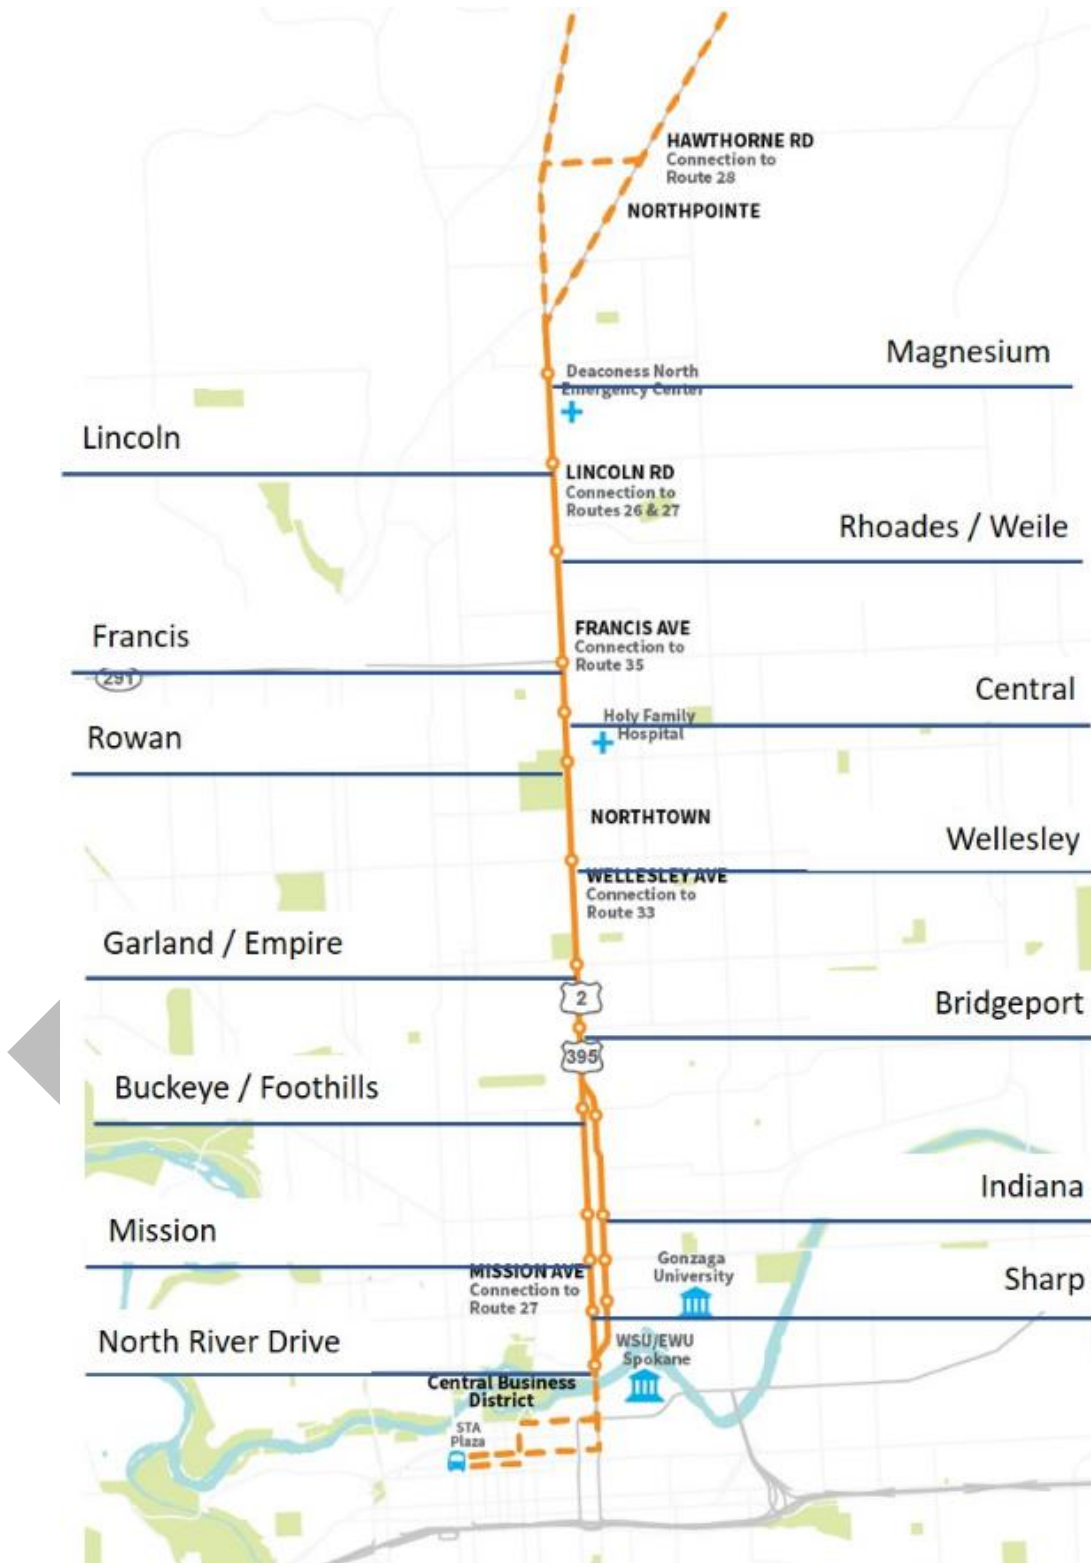 HAWTHORNE RD
Connection to
Route 28
NORTHPOINTE
Magnesium
Deaconess North
Emergency Center
Lincoln
LINCOLN RD
Connection to
Routes 26 & 27
Rhoades / Weile
Francis
FRANCIS AVE
Connection to
Route 35
291
Central
Holy Family
Hospital
Rowan
NORTHTOWN
Wellesley
WELLESLEY AVE
Connection to
Route 33
Garland / Empire
2
Bridgeport
395
Buckeye / Foothills
Indiana
Mission
MISSION AVE
Connection to
Route 27
Gonzaga
University
Sharp
North River Drive
WSU/EWU
Spokane
Central Business
District
STA
Plaza